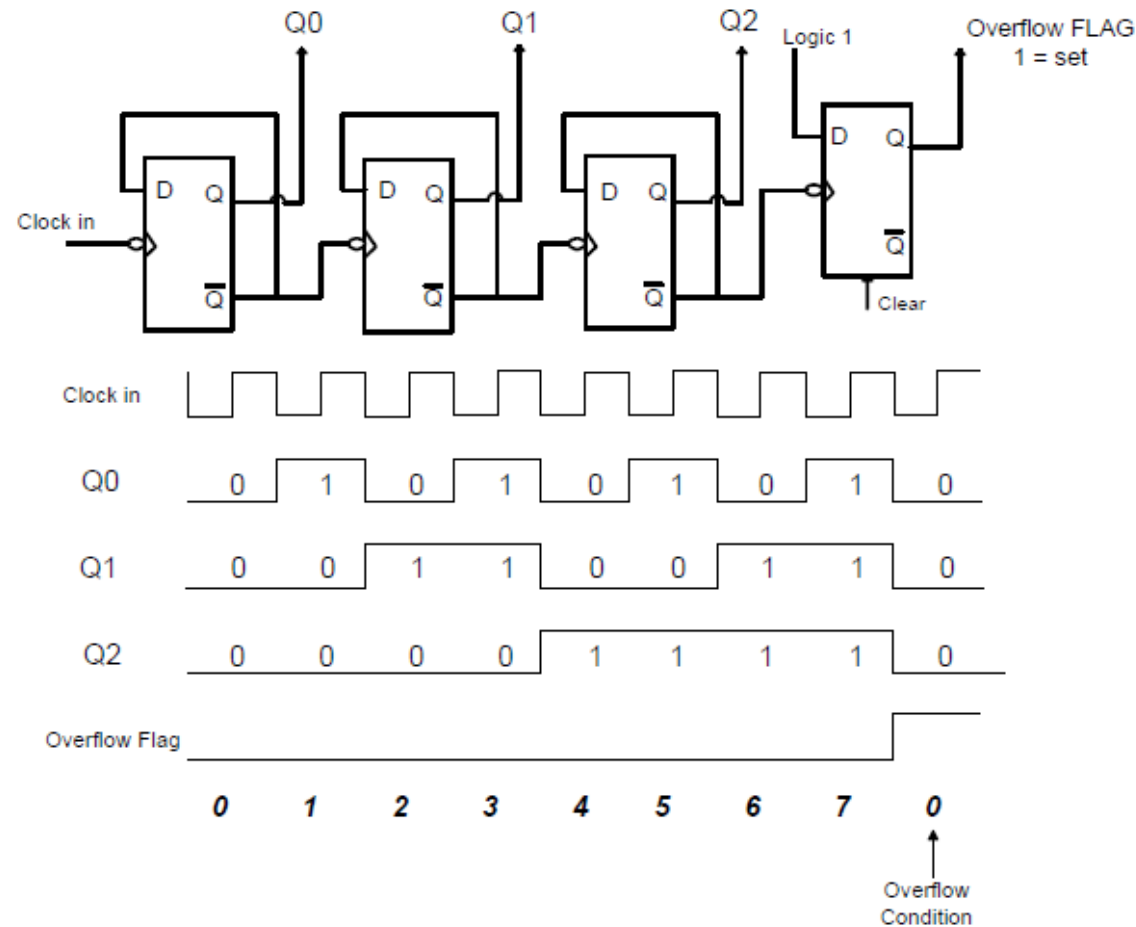 Q0 Q1 Q2 Logic 1 Overflow FLAG
1 = set
D Q D Q D Q D Q
Clock in
Q̅ Q̅ Q̅ Q̅
Clear
Clock in
Q0 0 1 0 1 0 1 0 1 0
Q1 0 0 1 1 0 0 1 1 0
Q2 0 0 0 0 1 1 1 1 0
Overflow Flag
0 1 2 3 4 5 6 7 0
Overflow
Condition